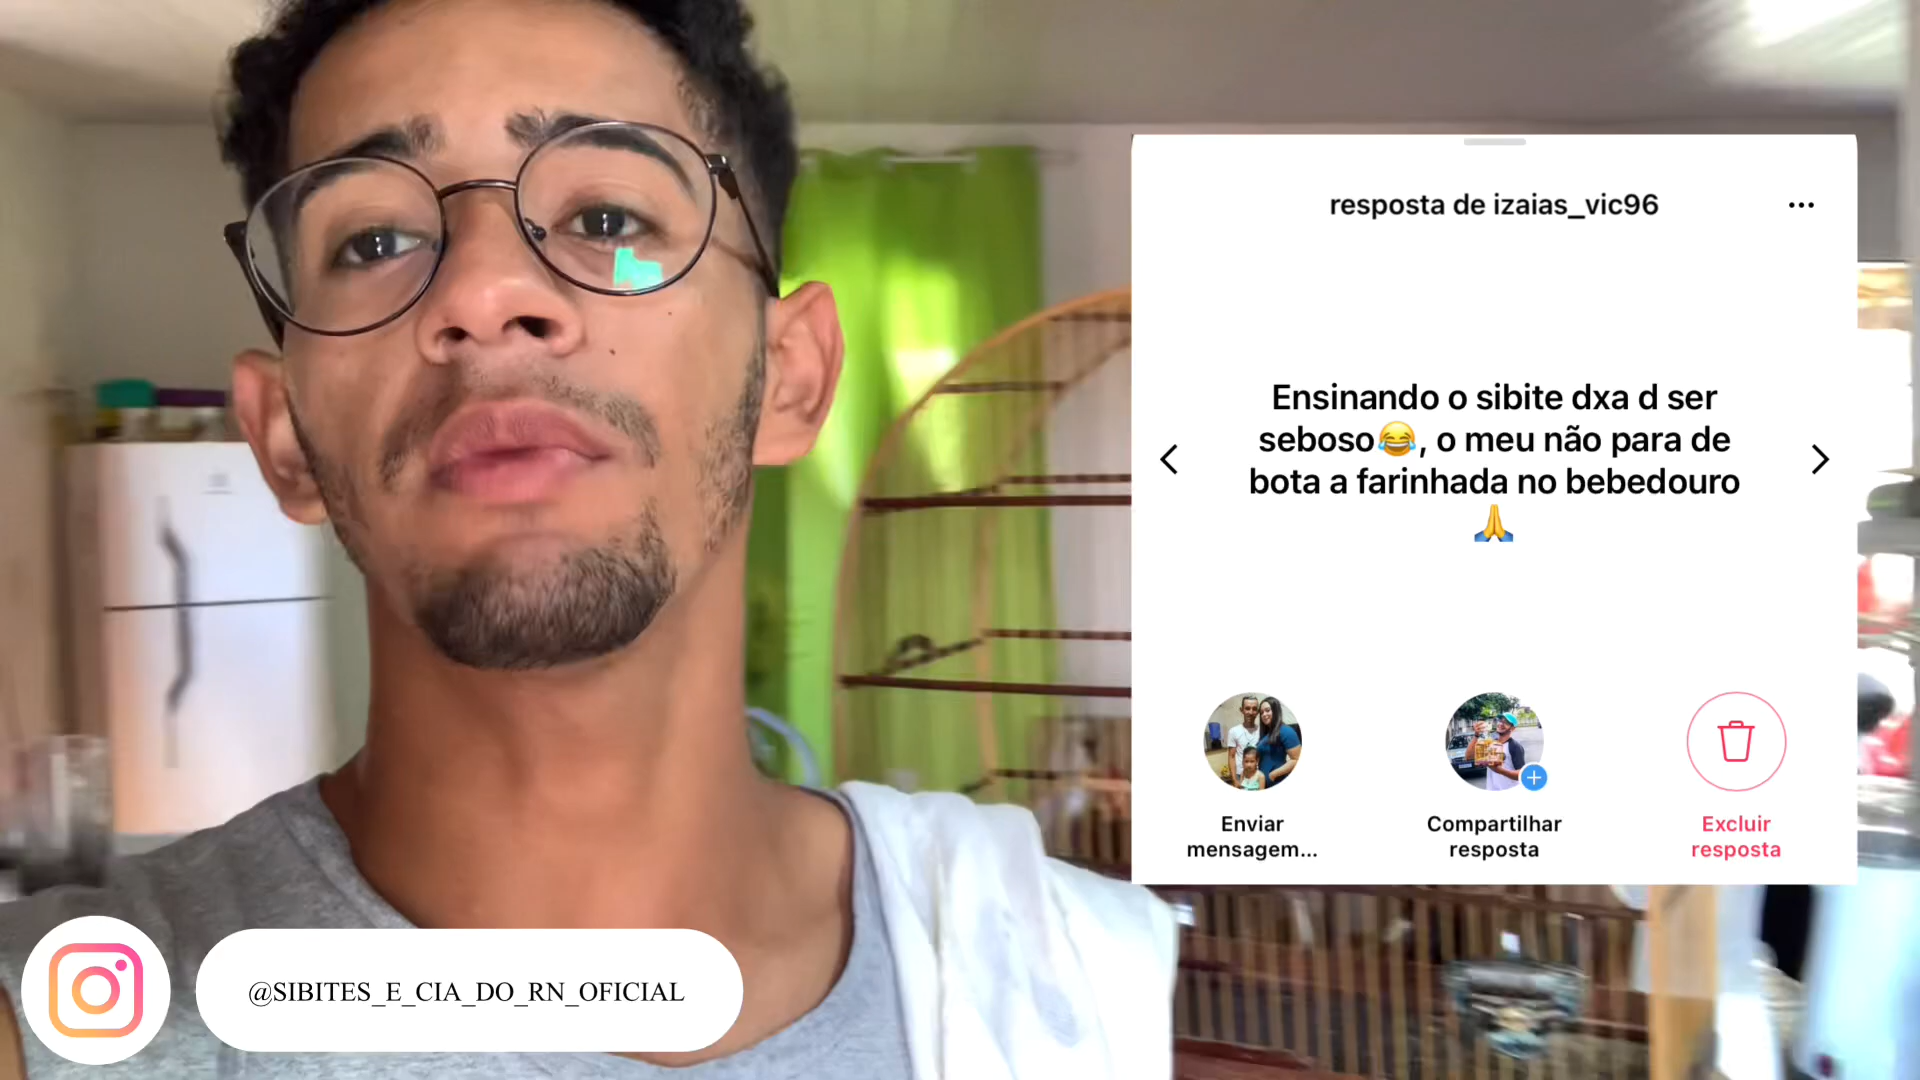 resposta de izaias_vic96
Ensinando o sibite dxa d ser
seboso😂, o meu não para de
bota a farinhada no bebedouro
🙏
Enviar
mensagem...
Compartilhar
resposta
Excluir
resposta
@SIBITES_E_CIA_DO_RN_OFICIAL